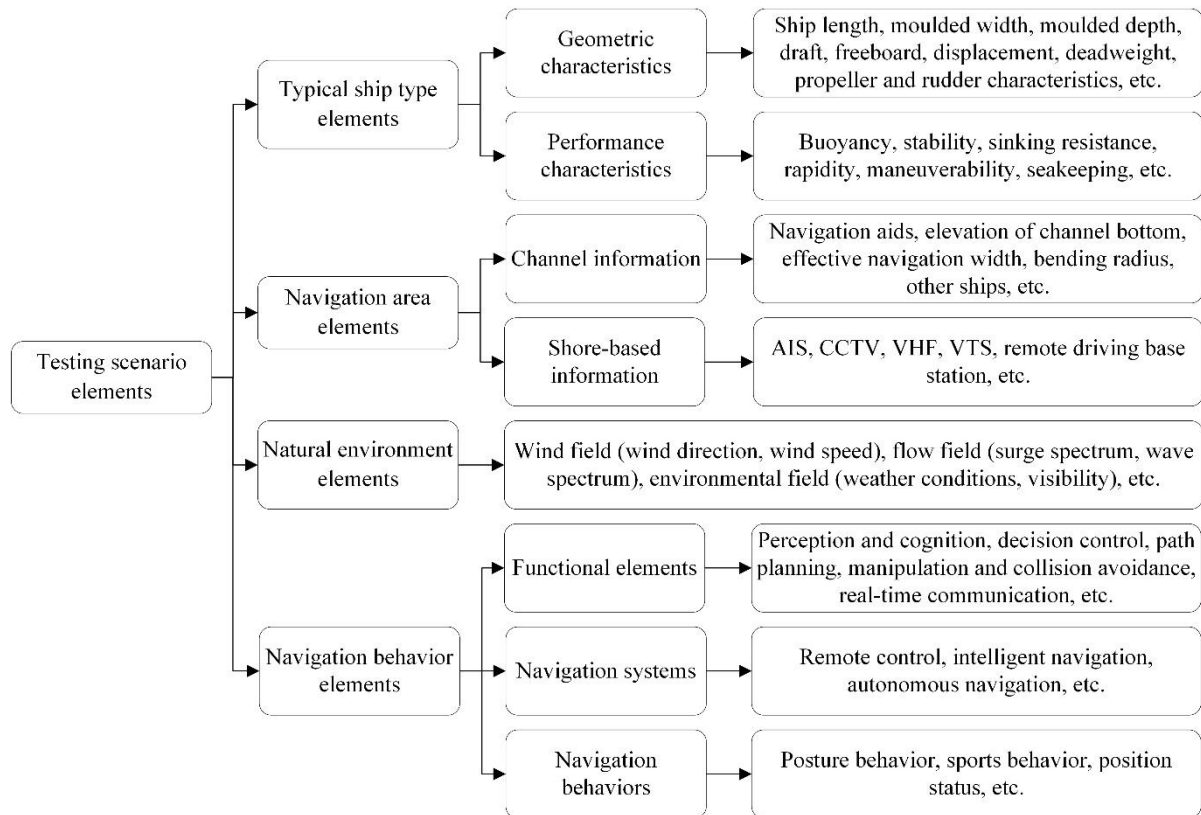 Testing scenario
elements
Typical ship type
elements
Geometric
characteristics
Ship length, moulded width, moulded depth,
draft, freeboard, displacement, deadweight,
propeller and rudder characteristics, etc.
Performance
characteristics
Buoyancy, stability, sinking resistance,
rapidity, maneuverability, seakeeping, etc.
Navigation area
elements
Channel information
Navigation aids, elevation of channel bottom,
effective navigation width, bending radius,
other ships, etc.
Shore-based
information
AIS, CCTV, VHF, VTS, remote driving base
station, etc.
Natural environment
elements
Wind field (wind direction, wind speed), flow field (surge spectrum, wave
spectrum), environmental field (weather conditions, visibility), etc.
Navigation behavior
elements
Functional elements
Perception and cognition, decision control, path
planning, manipulation and collision avoidance,
real-time communication, etc.
Navigation systems
Remote control, intelligent navigation,
autonomous navigation, etc.
Navigation
behaviors
Posture behavior, sports behavior, position
status, etc.